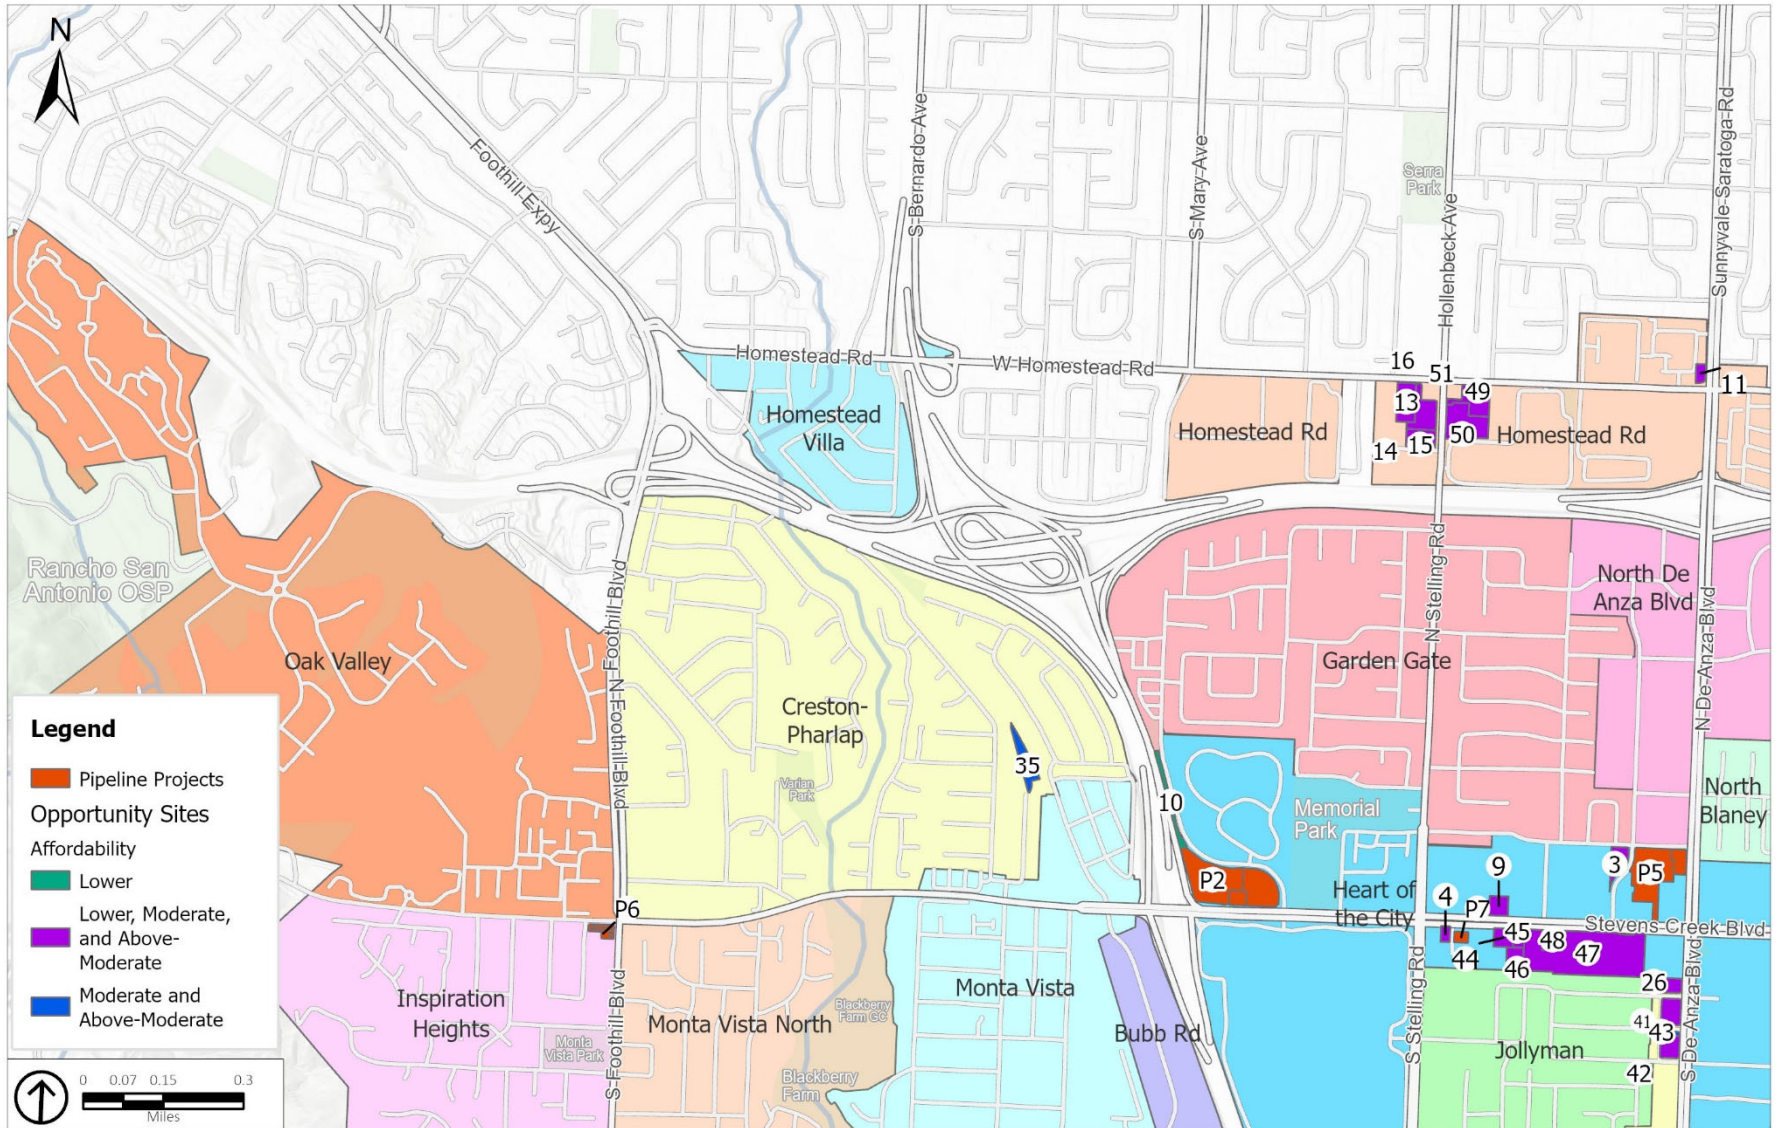 N
Foothill Expy
S Bernardo Ave
S Mary Ave
Serra
Park
Hollenbeck Ave
Sunnyvale-Saratoga Rd
Homestead Rd
W Homestead Rd
16
51
49
11
13
14
15
50
Homestead
Villa
Homestead Rd
Homestead Rd
Rancho San
Antonio OSP
Oak Valley
N Foothill Blvd
N Foothill Blvd
Creston-
Pharlap
Varian
Park
35
10
N Stelling Rd
Garden Gate
North De
Anza Blvd
N De Anza Blvd
North
Blaney
Memorial
Park
Heart of
the City
P2
P6
4
P7
9
3
P5
Stevens Creek Blvd
44
45
46
48
47
26
41
43
42
Inspiration
Heights
Monta
Vista Park
S Foothill Blvd
Monta Vista North
Blackberry
Farm GC
Blackberry
Farm
Monta Vista
Bubb Rd
S Stelling Rd
Jollyman
S De Anza Blvd
Legend
Pipeline Projects
Opportunity Sites
Affordability
Lower
Lower, Moderate,
and Above-
Moderate
Moderate and
Above-Moderate
0 0.07 0.15 0.3
Miles